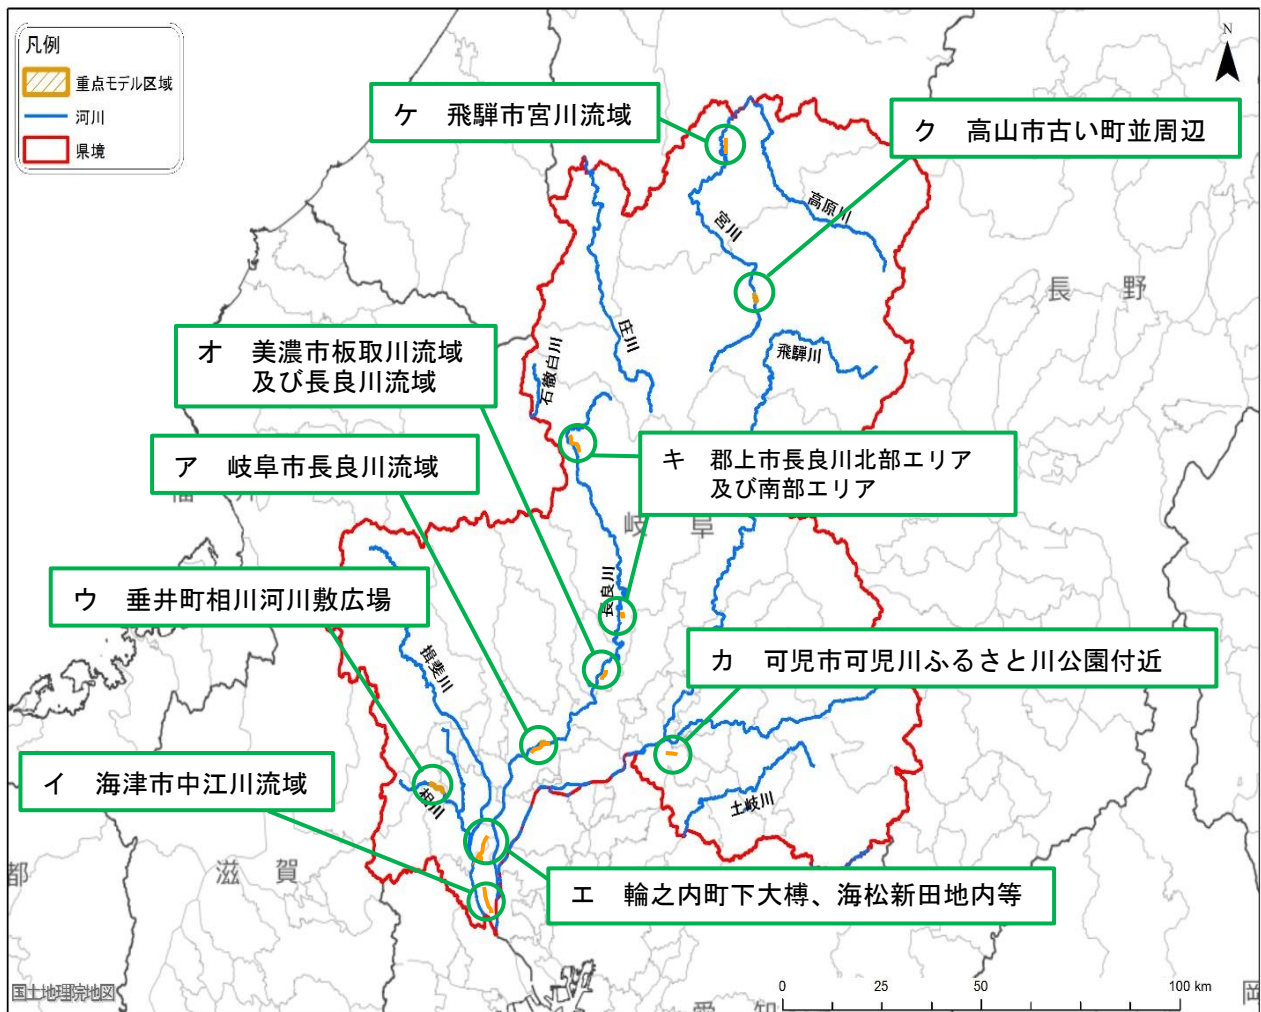 凡例
重点モデル区域
河川
県境
N
ケ 飛騨市宮川流域
ク 高山市古い町並周辺
高原川
宮川
長 野
オ 美濃市板取川流域
及び長良川流域
庄川
飛騨川
石徹白川
ア 岐阜市長良川流域
キ 郡上市長良川北部エリア
及び南部エリア
岐 阜
長良川
ウ 垂井町相川河川敷広場
揖斐川
カ 可児市可児川ふるさと川公園付近
イ 海津市中江川流域
相川
土岐川
都
滋 賀
エ 輪之内町下大榑、海松新田地内等
国土地理院地図
0 25 50 100 km
愛 知
岡